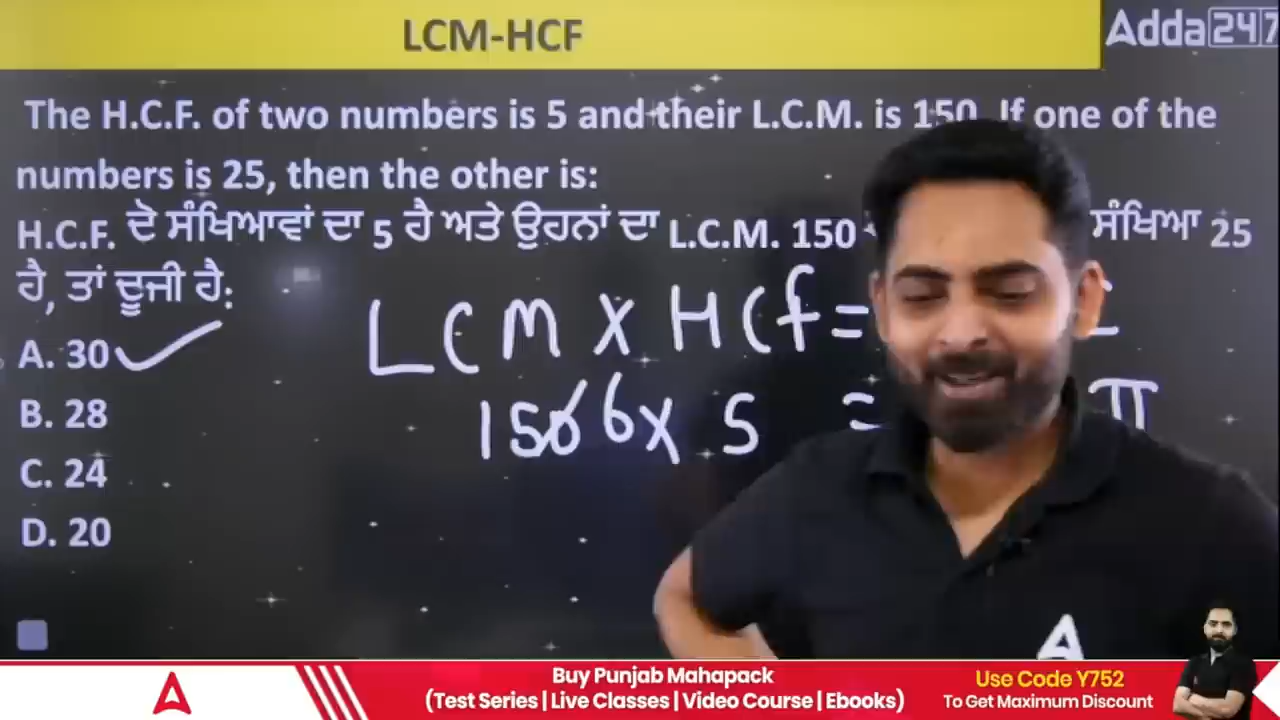 LCM-HCF
Adda247
The H.C.F. of two numbers is 5 and their L.C.M. is 150. If one of the
numbers is 25, then the other is:
H.C.F. ਦੋ ਸੰਖਿਆਵਾਂ ਦਾ 5 ਹੈ ਅਤੇ ਉਹਨਾਂ ਦਾ L.C.M. 150 ਸੰਖਿਆ 25
ਹੈ, ਤਾਂ ਦੂਜੀ ਹੈ:
LCM X HCf =
A. 30
1506 X 5 = II
B. 28
C. 24
D. 20
Buy Punjab Mahapack
(Test Series | Live Classes | Video Course | Ebooks)
Use Code Y752
To Get Maximum Discount